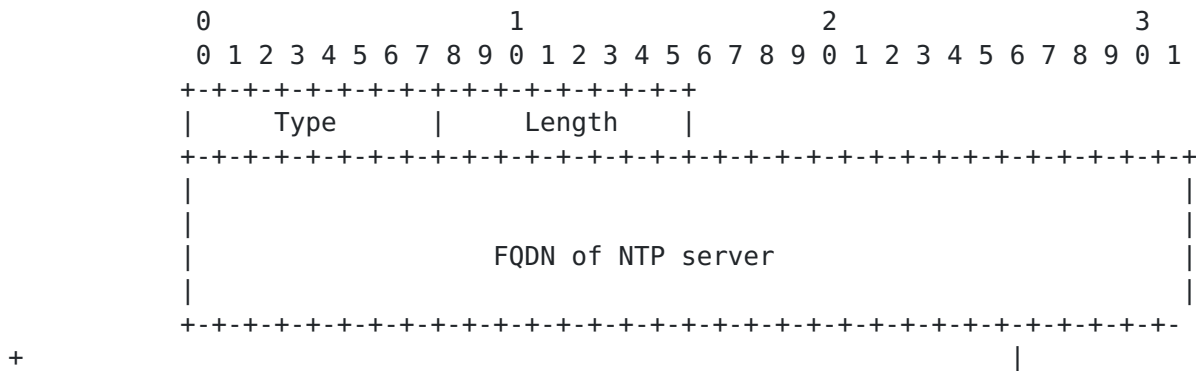 0                   1                   2                   3
0 1 2 3 4 5 6 7 8 9 0 1 2 3 4 5 6 7 8 9 0 1 2 3 4 5 6 7 8 9 0 1
+-+-+-+-+-+-+-+-+-+-+-+-+-+-+-+-+
|     Type      |     Length    |
+-+-+-+-+-+-+-+-+-+-+-+-+-+-+-+-+-+-+-+-+-+-+-+-+-+-+-+-+-+-+-+-+
|                                                               |
|                                                               |
|                   FQDN of NTP server                          |
|                                                               |
+-+-+-+-+-+-+-+-+-+-+-+-+-+-+-+-+-+-+-+-+-+-+-+-+-+-+-+-+-+-+-+-
+                                                               |